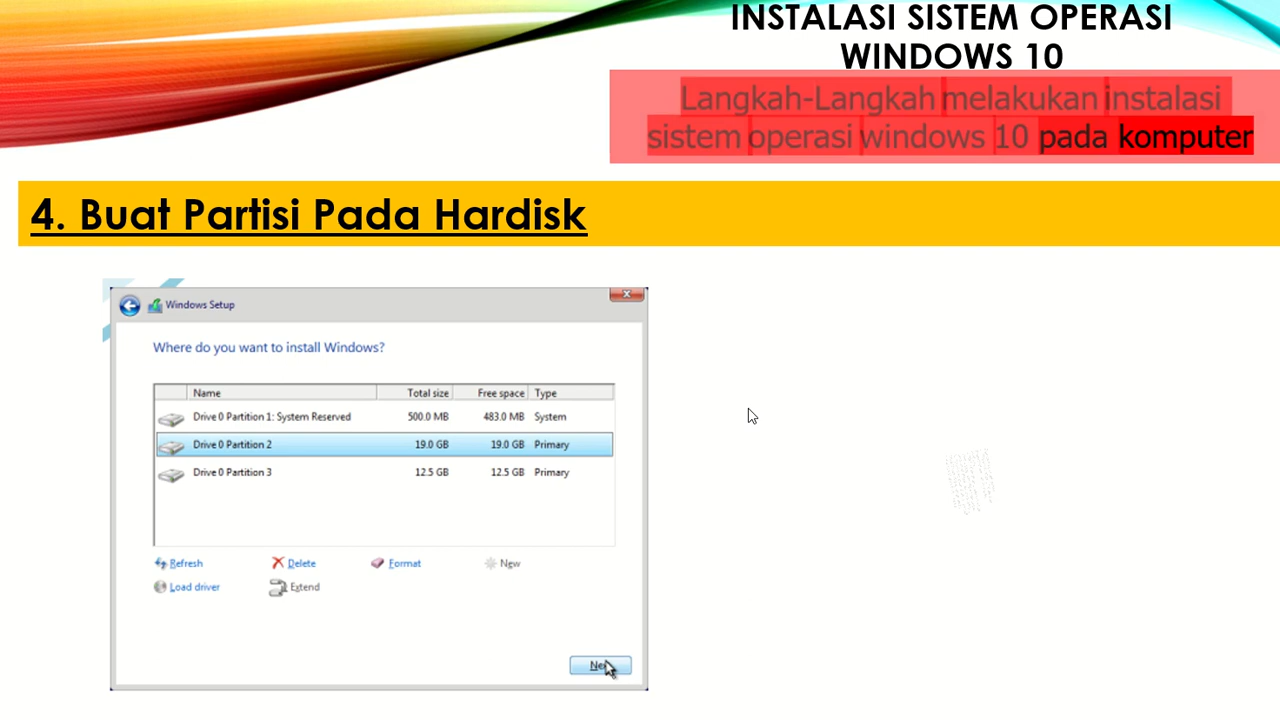 INSTALASI SISTEM OPERASI
WINDOWS 10
Langkah-Langkah melakukan instalasi
sistem operasi windows 10 pada komputer
4. Buat Partisi Pada Hardisk
Windows Setup
Where do you want to install Windows?
Name Total size Free space Type
Drive 0 Partition 1: System Reserved 500.0 MB 483.0 MB System
Drive 0 Partition 2 19.0 GB 19.0 GB Primary
Drive 0 Partition 3 12.5 GB 12.5 GB Primary
Refresh Delete Format New
Load driver Extend